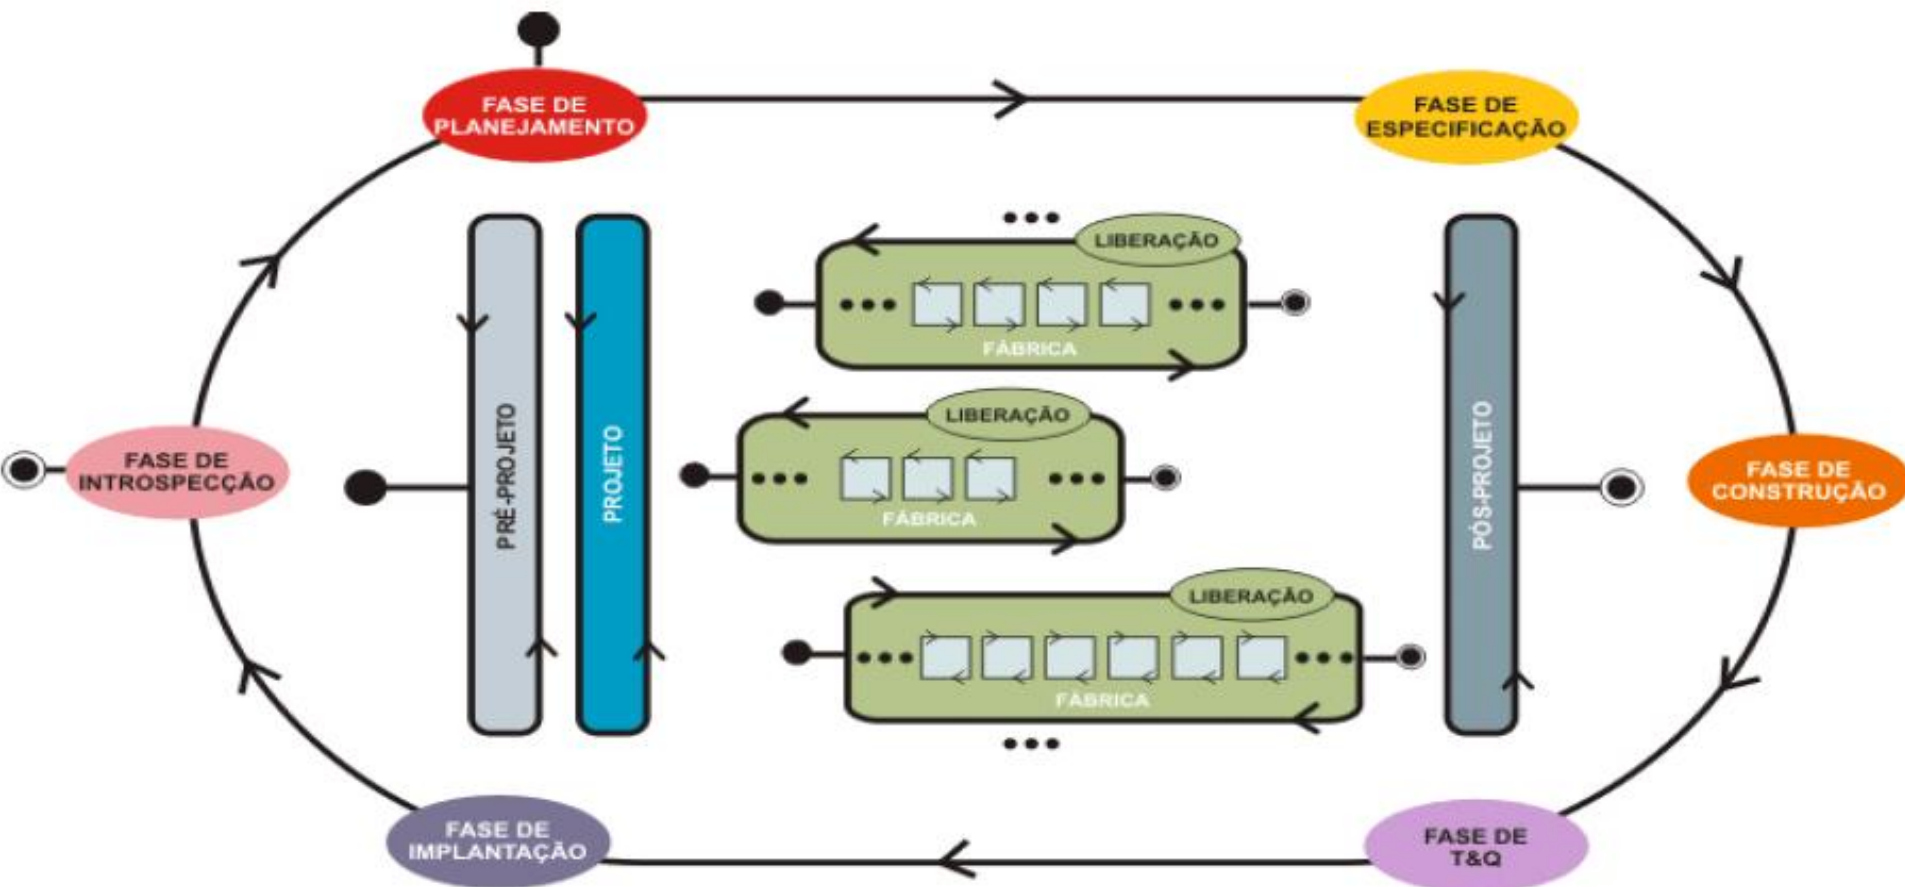 FASE DE
PLANEJAMENTO
FASE DE
ESPECIFICAÇÃO
LIBERAÇÃO
FÁBRICA
LIBERAÇÃO
FÁBRICA
LIBERAÇÃO
FÁBRICA
PRÉ-PROJETO
PROJETO
PÓS-PROJETO
FASE DE
INTROSPECÇÃO
FASE DE
CONSTRUÇÃO
FASE DE
IMPLANTAÇÃO
FASE DE
T&Q